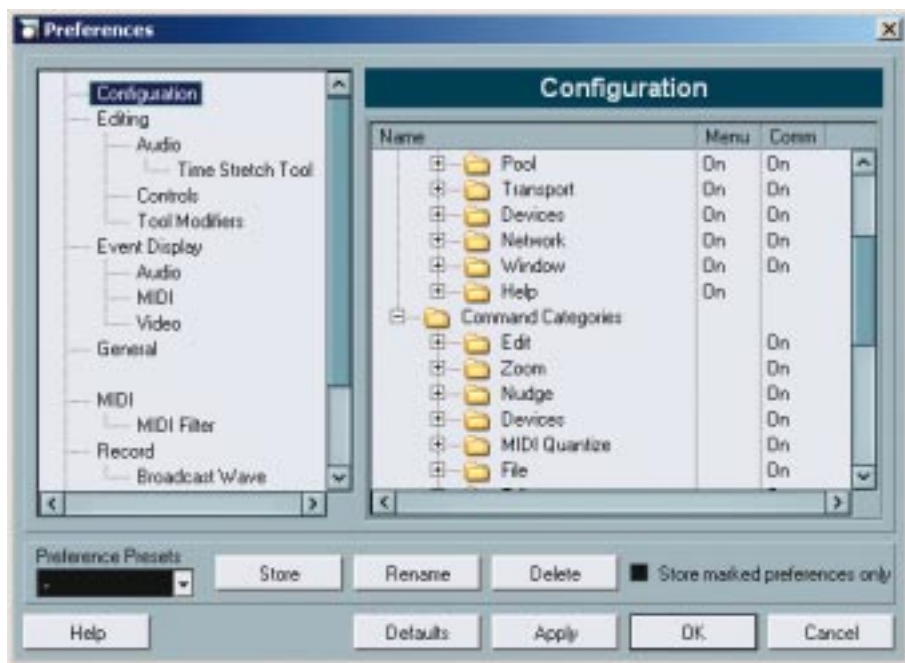 Preferences
Configuration
Editing
Audio
Time Stretch Tool
Controls
Tool Modifiers
Event Display
Audio
MIDI
Video
General
MIDI
MIDI Filter
Record
Broadcast Wave
Configuration
Name Menu Comm
Pool On On
Transport On On
Devices On On
Network On On
Window On On
Help On
Command Categories
Edit On
Zoom On
Nudge On
Devices On
MIDI Quantize On
File On
Preference Presets
-
Store Rename Delete Store marked preferences only
Help Defaults Apply OK Cancel